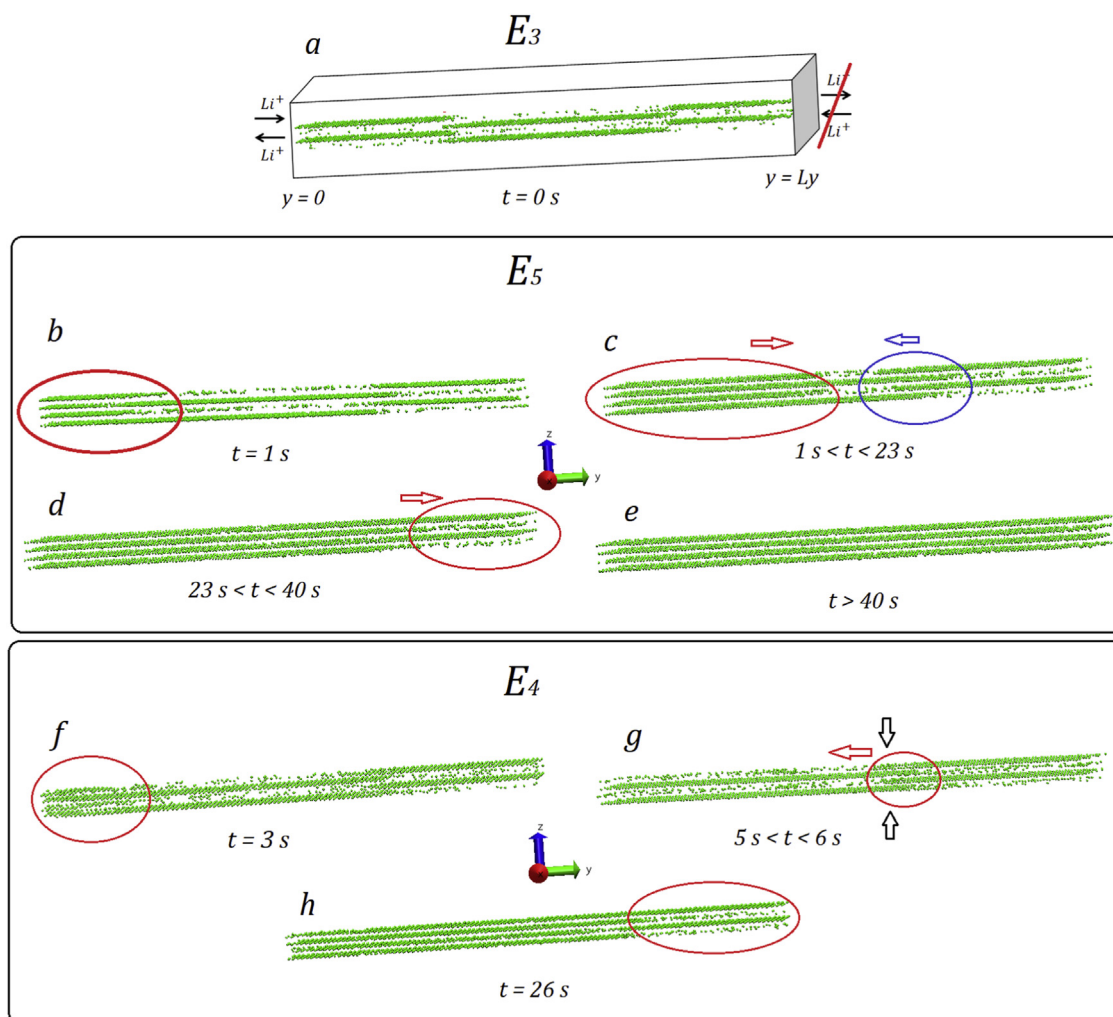 E3
a
Li+
Li+
Li+
Li+
y = 0
t = 0 s
y = Ly
E5
b
t = 1 s
c
1 s < t < 23 s
z
y
d
23 s < t < 40 s
e
t > 40 s
E4
f
t = 3 s
g
5 s < t < 6 s
z
y
h
t = 26 s